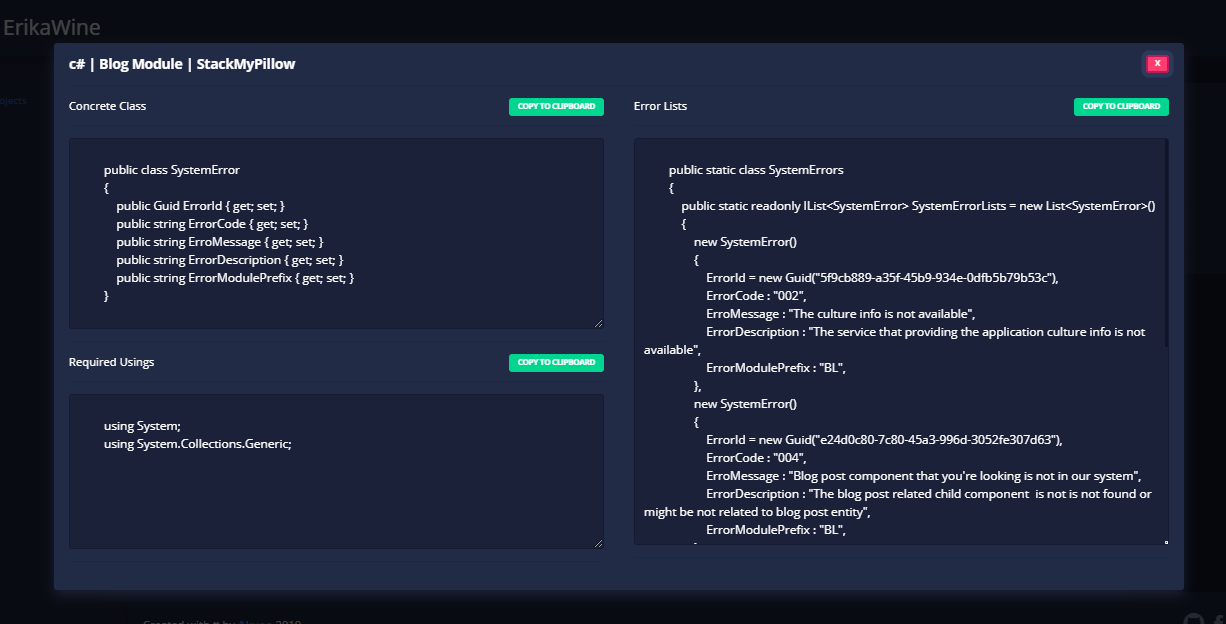 ErikaWine
c# | Blog Module | StackMyPillow
X
ojects
Concrete Class
COPY TO CLIPBOARD
public class SystemError
{
public Guid ErrorId { get; set; }
public string ErrorCode { get; set; }
public string ErroMessage { get; set; }
public string ErrorDescription { get; set; }
public string ErrorModulePrefix { get; set; }
}
Required Usings
COPY TO CLIPBOARD
using System;
using System.Collections.Generic;
Error Lists
COPY TO CLIPBOARD
public static class SystemErrors
{
public static readonly IList<SystemError> SystemErrorLists = new List<SystemError>()
{
new SystemError()
{
ErrorId = new Guid("5f9cb889-a35f-45b9-934e-0dfb5b79b53c"),
ErrorCode : "002",
ErroMessage : "The culture info is not available",
ErrorDescription : "The service that providing the application culture info is not
available",
ErrorModulePrefix : "BL",
},
new SystemError()
{
ErrorId = new Guid("e24d0c80-7c80-45a3-996d-3052fe307d63"),
ErrorCode : "004",
ErroMessage : "Blog post component that you're looking is not in our system",
ErrorDescription : "The blog post related child component  is not is not found or
might be not related to blog post entity",
ErrorModulePrefix : "BL",